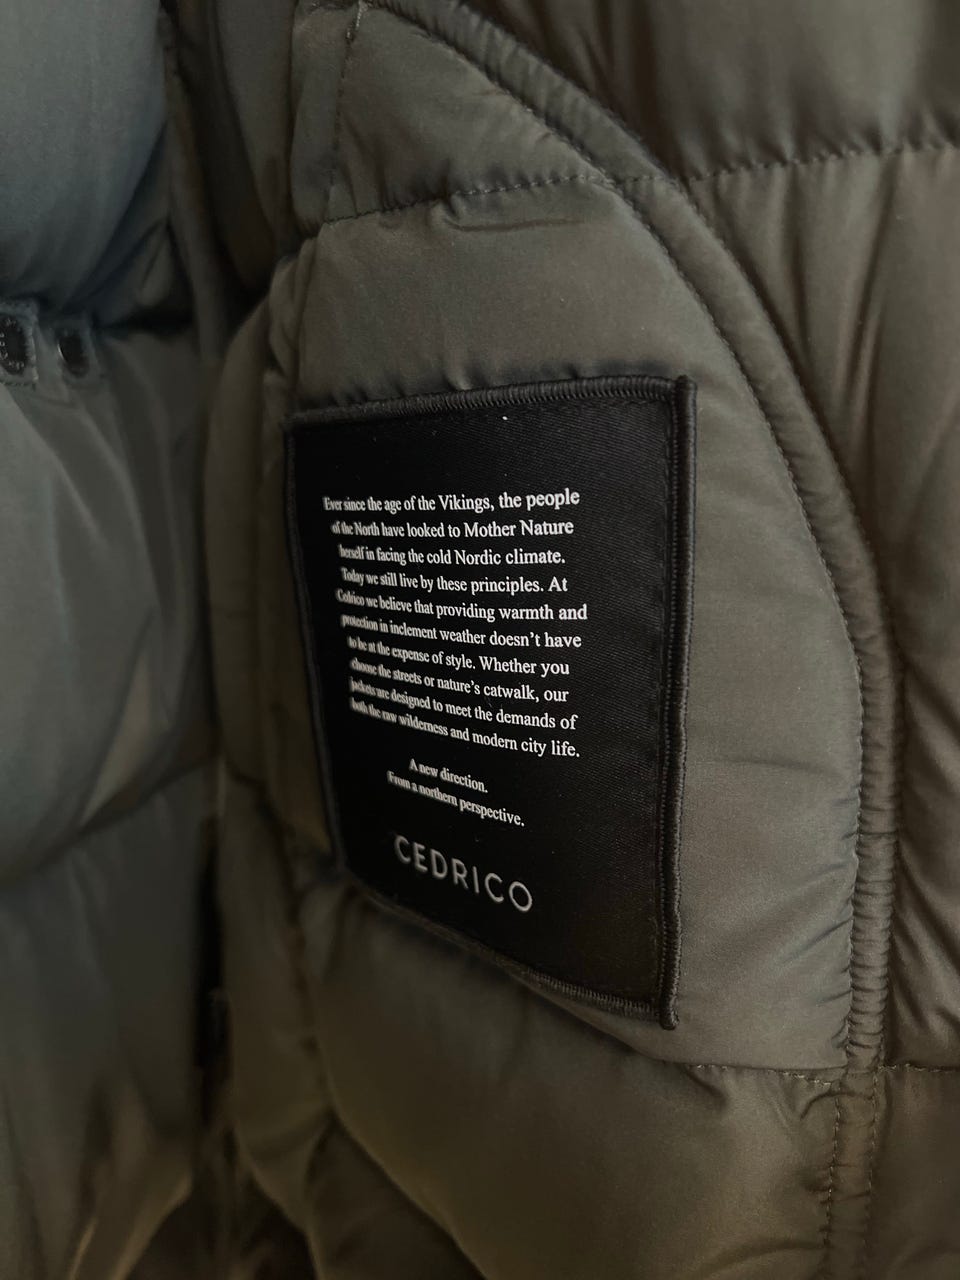 Ever since the age of the Vikings, the people
of the North have looked to Mother Nature
herself in facing the cold Nordic climate.
Today we still live by these principles. At
Cedrico we believe that providing warmth and
protection in inclement weather doesn't have
to be at the expense of style. Whether you
choose the streets or nature's catwalk, our
jackets are designed to meet the demands of
both the raw wilderness and modern city life.
A new direction.
From a northern perspective.
CEDRICO